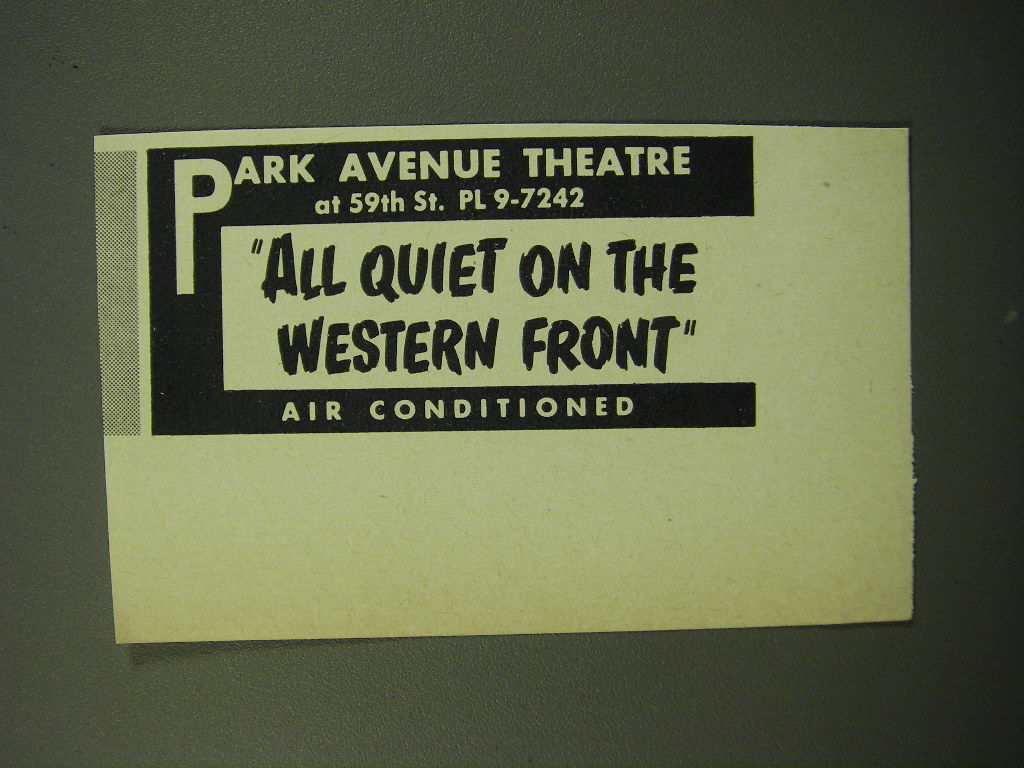 PARK AVENUE THEATRE
at 59th St. PL 9-7242
"ALL QUIET ON THE
WESTERN FRONT"
AIR CONDITIONED